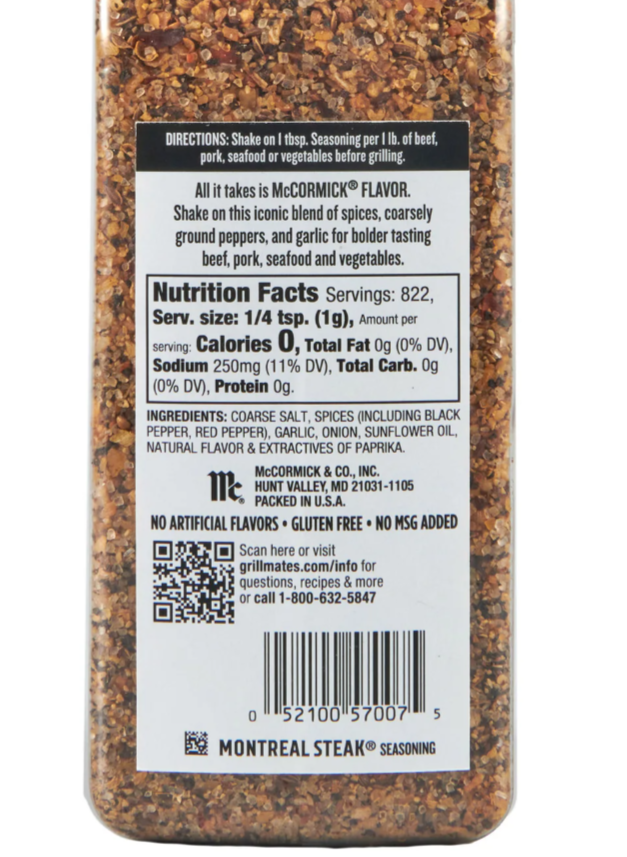 DIRECTIONS: Shake on 1 tbsp. Seasoning per 1 lb. of beef,
pork, seafood or vegetables before grilling.
All it takes is McCORMICK® FLAVOR.
Shake on this iconic blend of spices, coarsely
ground peppers, and garlic for bolder tasting
beef, pork, seafood and vegetables.
Nutrition Facts Servings: 822,
Serv. size: 1/4 tsp. (1g), Amount per
serving: Calories 0, Total Fat 0g (0% DV),
Sodium 250mg (11% DV), Total Carb. 0g
(0% DV), Protein 0g.
INGREDIENTS: COARSE SALT, SPICES (INCLUDING BLACK
PEPPER, RED PEPPER), GARLIC, ONION, SUNFLOWER OIL,
NATURAL FLAVOR & EXTRACTIVES OF PAPRIKA.
Mc®
McCORMICK & CO., INC.
HUNT VALLEY, MD 21031-1105
PACKED IN U.S.A.
NO ARTIFICIAL FLAVORS • GLUTEN FREE • NO MSG ADDED
Scan here or visit
grillmates.com/info for
questions, recipes & more
or call 1-800-632-5847
0 52100 57007 5
MONTREAL STEAK® SEASONING